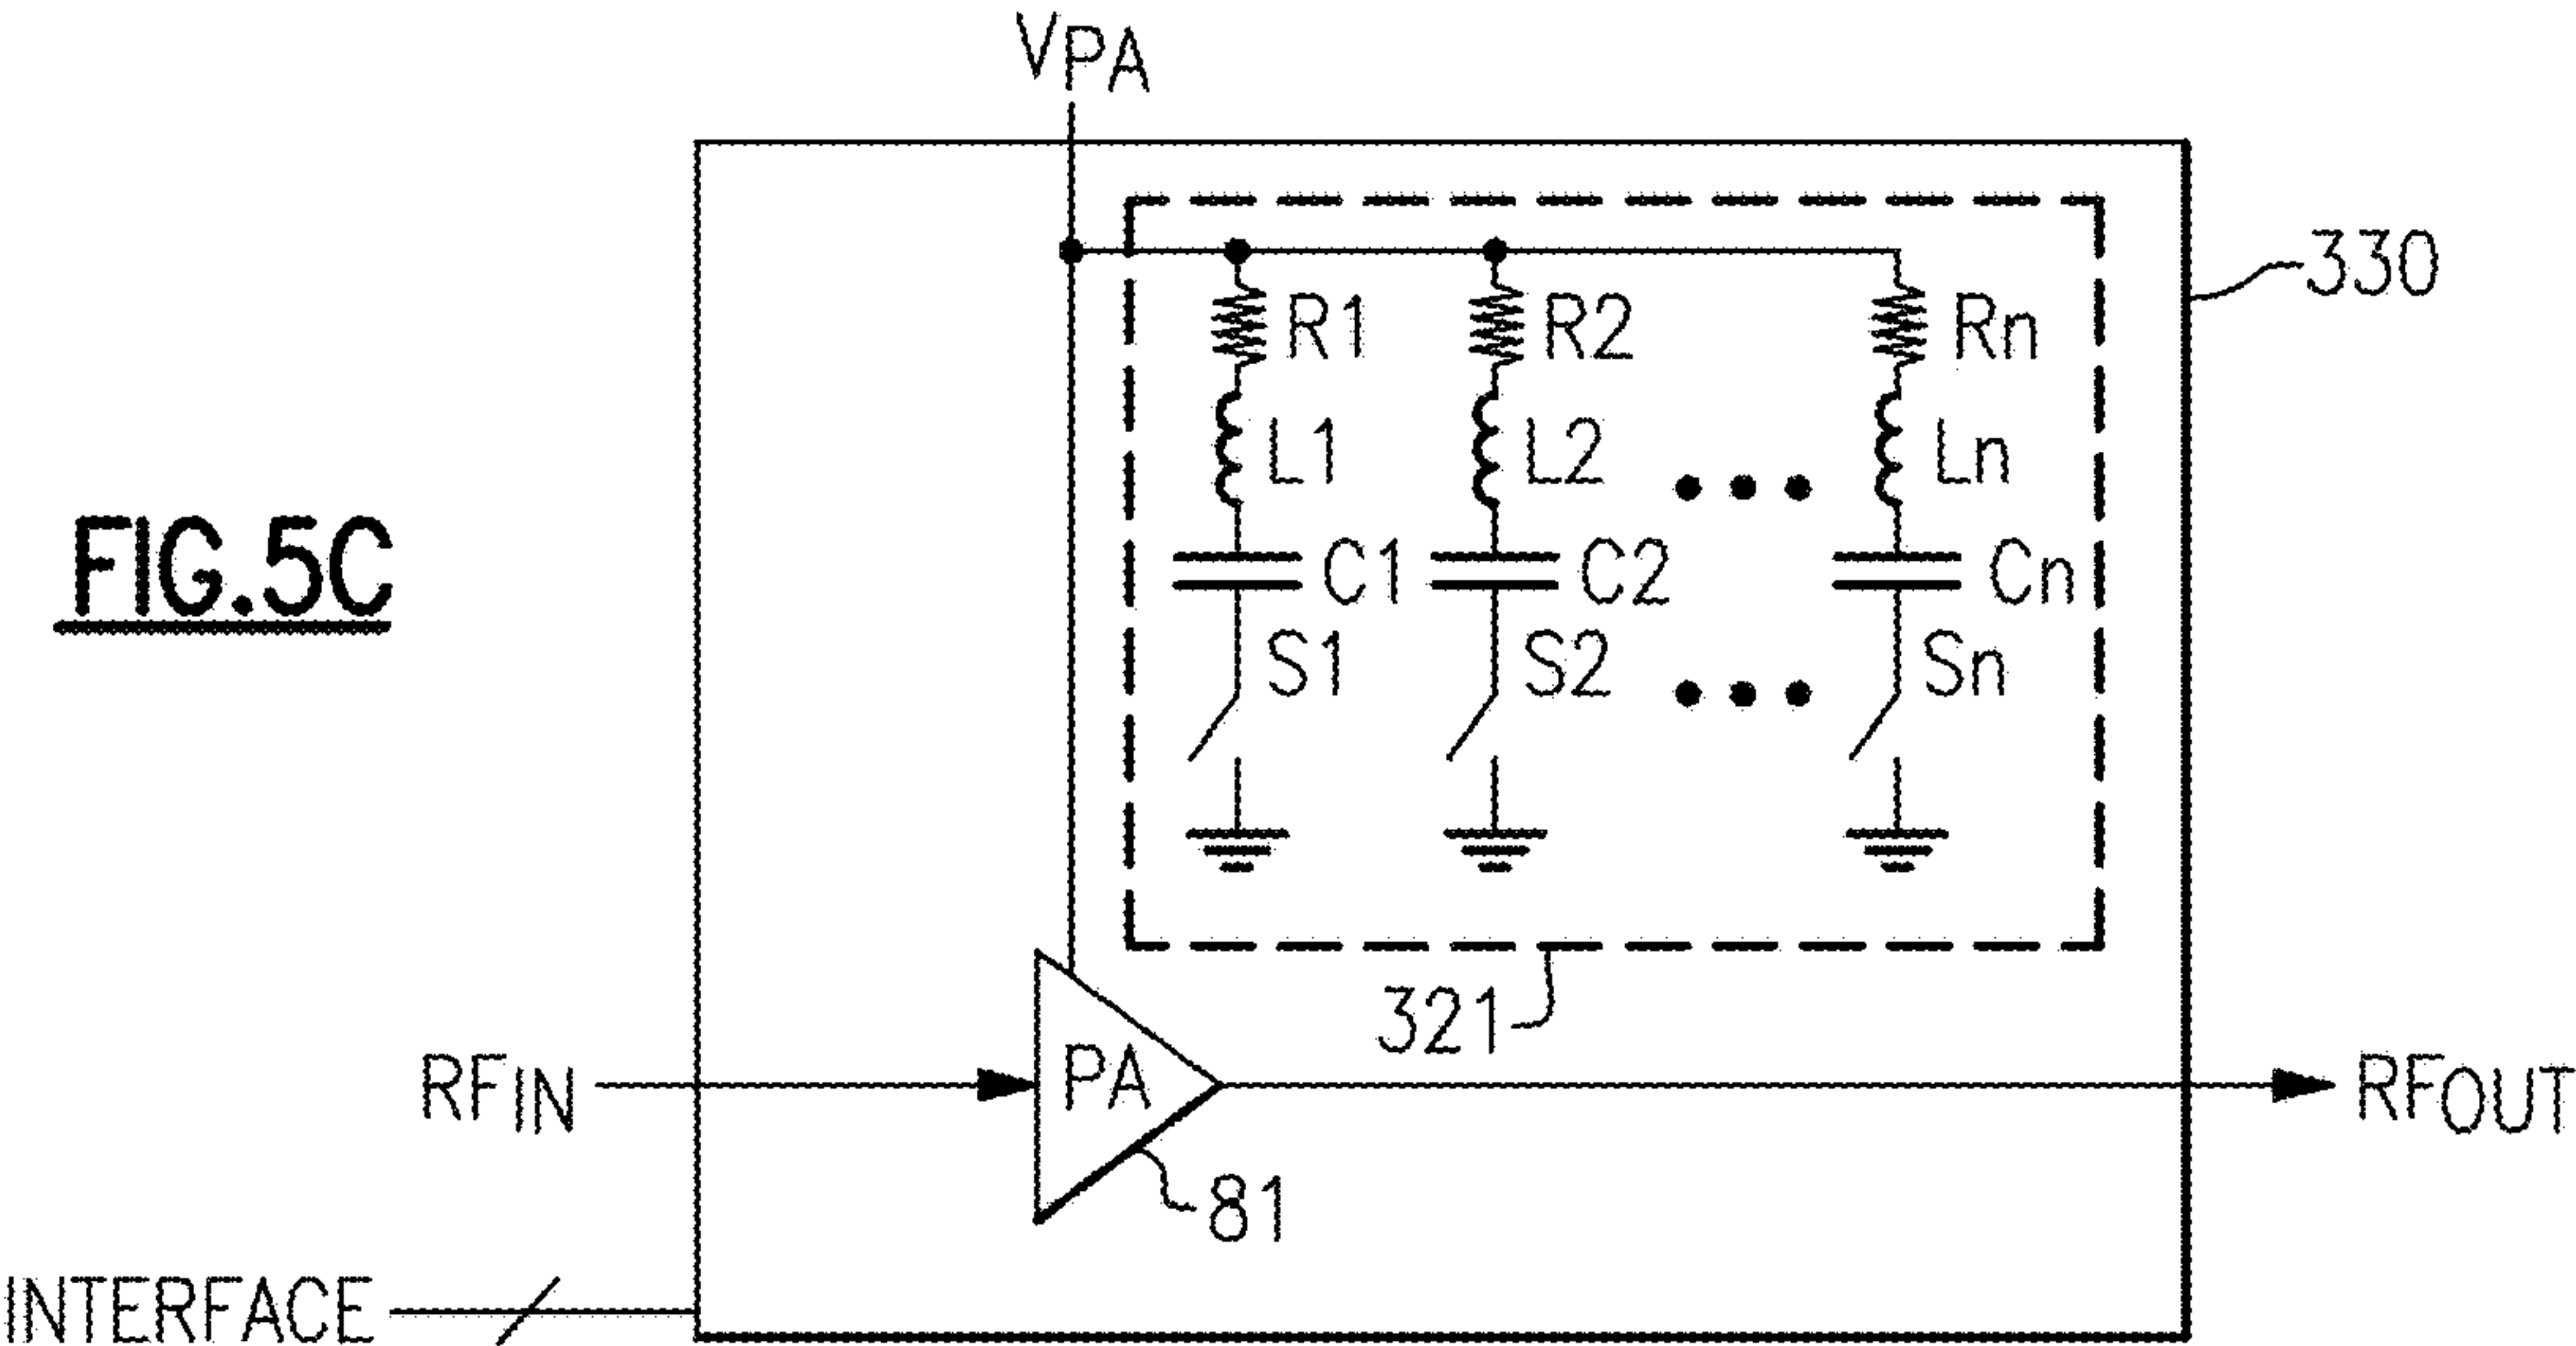 VPA
330
R1 R2 Rn
L1 L2 Ln
FIG.5C
C1 C2 Cn
S1 S2 Sn
321
RFIN PA RFOUT
81
INTERFACE